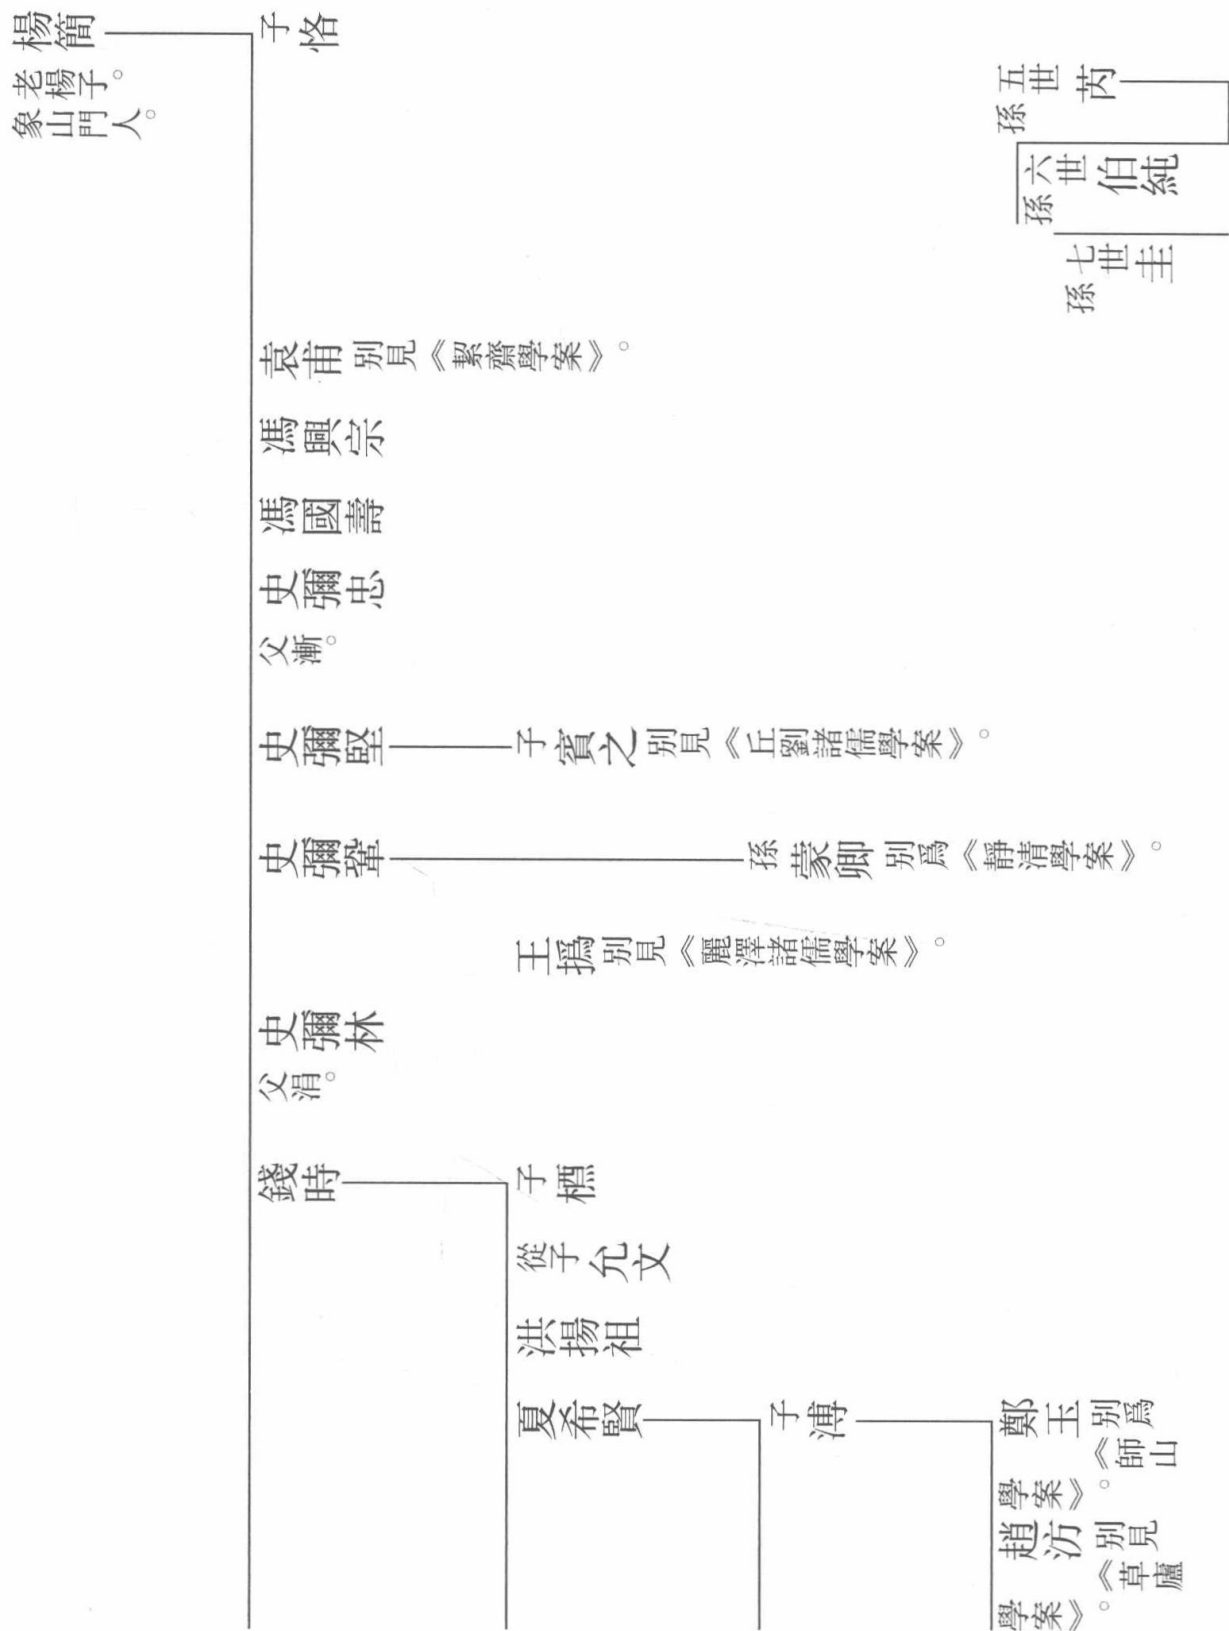 楊簡
老楊子。
象山門人。
子恪
五世孫
芮
六世孫
伯純
七世孫
圭
袁甫別見《絜齋學案》。
馮興宗
馮國壽
史彌忠
父漸。
史彌堅
子賓之別見《丘劉諸儒學案》。
史彌鞏
孫蒙卿別爲《靜清學案》。
王撝別見《麗澤諸儒學案》。
史彌林
父涓。
錢時
子槱
從子允文
洪揚祖
夏希賢
子溥
鄭玉別爲
《師山
學案》。
趙汸別見
《草廬
學案》。